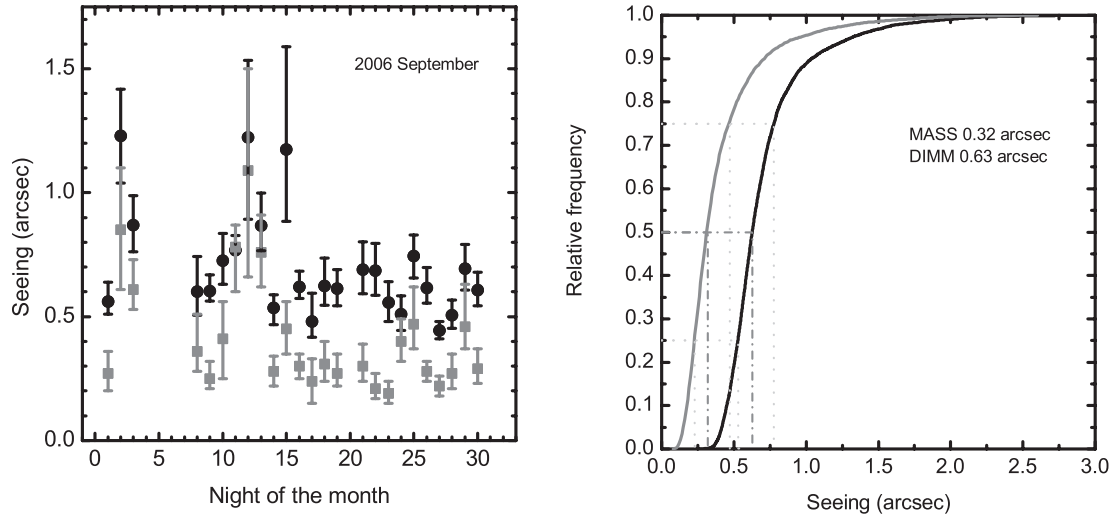 2006 September
Seeing (arcsec)
1.5
1.0
0.5
0.0
0 5 10 15 20 25 30
Night of the month
Relative frequency
1.0
0.9
0.8
0.7
0.6
0.5
0.4
0.3
0.2
0.1
0.0
MASS 0.32 arcsec
DIMM 0.63 arcsec
0.0 0.5 1.0 1.5 2.0 2.5 3.0
Seeing (arcsec)